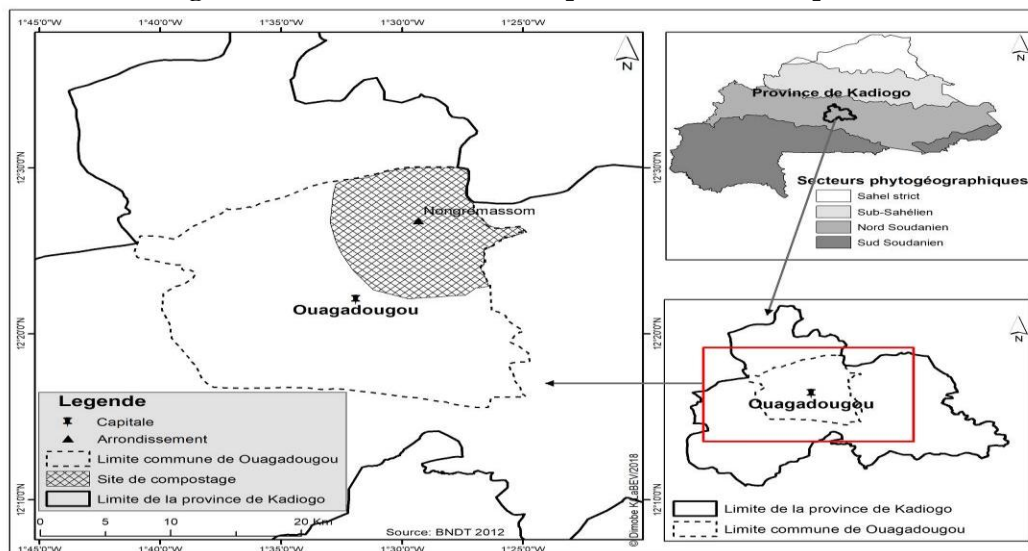 1°45'0"W 1°40'0"W 1°35'0"W 1°30'0"W 1°25'0"W
N
12°30'0"N
Nongremassom
Ouagadougou
12°20'0"N
Legende
Capitale
Arrondissement
Limite commune de Ouagadougou
Site de compostage
Limite de la province de Kadiogo
0 5 10 20 Km
Source: BNDT 2012
12°10'0"N
©Dimobe K/LaBEV/2018
1°45'0"W 1°40'0"W 1°35'0"W 1°30'0"W 1°25'0"W
N
Province de Kadiogo
Secteurs phytogéographiques
Sahel strict
Sub-Sahélien
Nord Soudanien
Sud Soudanien
N
Ouagadougou
Limite de la province de Kadiogo
Limite commune de Ouagadougou